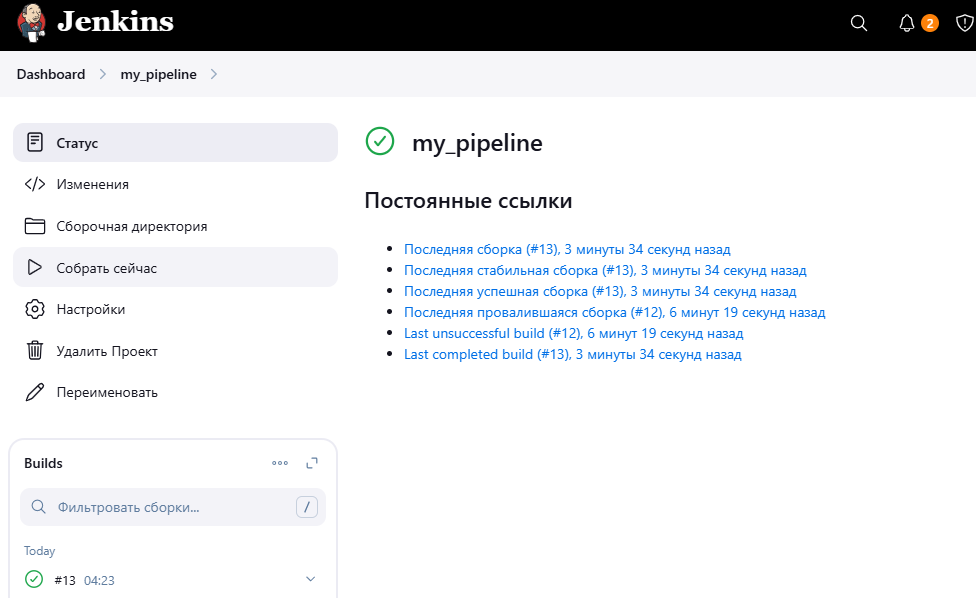 Jenkins
2
Dashboard
my_pipeline
Статус
Изменения
Сборочная директория
Собрать сейчас
Настройки
Удалить Проект
Переименовать
my_pipeline
Постоянные ссылки
Последняя сборка (#13), 3 минуты 34 секунд назад
Последняя стабильная сборка (#13), 3 минуты 34 секунд назад
Последняя успешная сборка (#13), 3 минуты 34 секунд назад
Последняя провалившаяся сборка (#12), 6 минут 19 секунд назад
Last unsuccessful build (#12), 6 минут 19 секунд назад
Last completed build (#13), 3 минуты 34 секунд назад
Builds
Фильтровать сборки... /
Today
#13 04:23